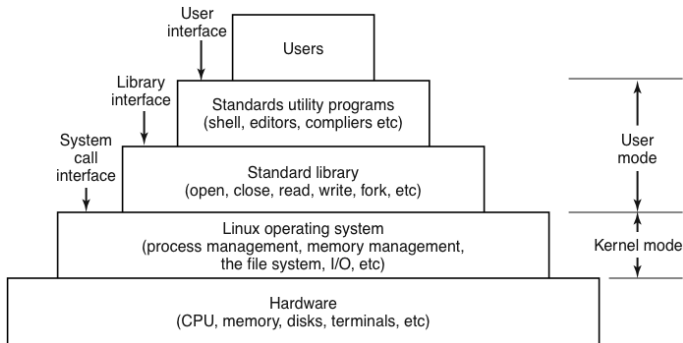 User
interface
Users
Library
interface
Standards utility programs
(shell, editors, compliers etc)
System
call
interface
User
mode
Standard library
(open, close, read, write, fork, etc)
Linux operating system
(process management, memory management,
the file system, I/O, etc)
Kernel mode
Hardware
(CPU, memory, disks, terminals, etc)